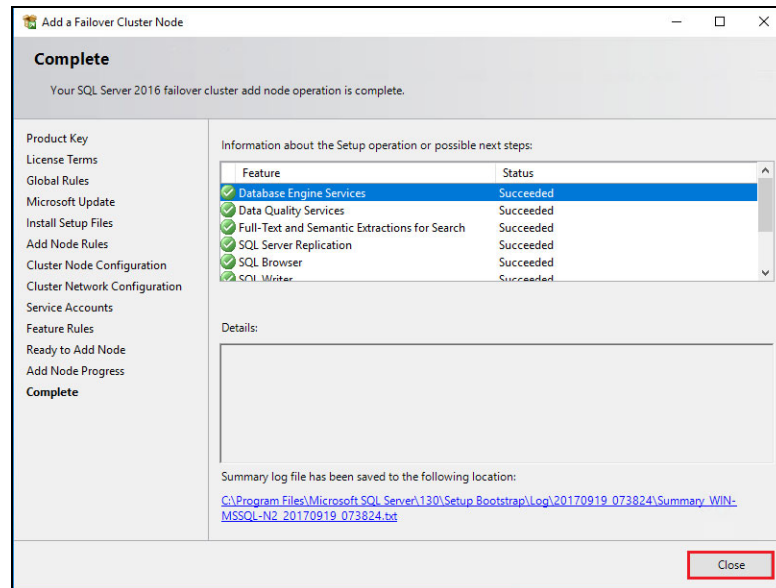 Add a Failover Cluster Node
Complete
Your SQL Server 2016 failover cluster add node operation is complete.
Product Key
License Terms
Global Rules
Microsoft Update
Install Setup Files
Add Node Rules
Cluster Node Configuration
Cluster Network Configuration
Service Accounts
Feature Rules
Ready to Add Node
Add Node Progress
Complete
Information about the Setup operation or possible next steps:
Feature Status
Database Engine Services Succeeded
Data Quality Services Succeeded
Full-Text and Semantic Extractions for Search Succeeded
SQL Server Replication Succeeded
SQL Browser Succeeded
SQL Writer Succeeded
Details:
Summary log file has been saved to the following location:
C:\Program Files\Microsoft SQL Server\130\Setup Bootstrap\Log\20170919_073824\Summary_WIN-
MSSQL-N2_20170919_073824.txt
Close